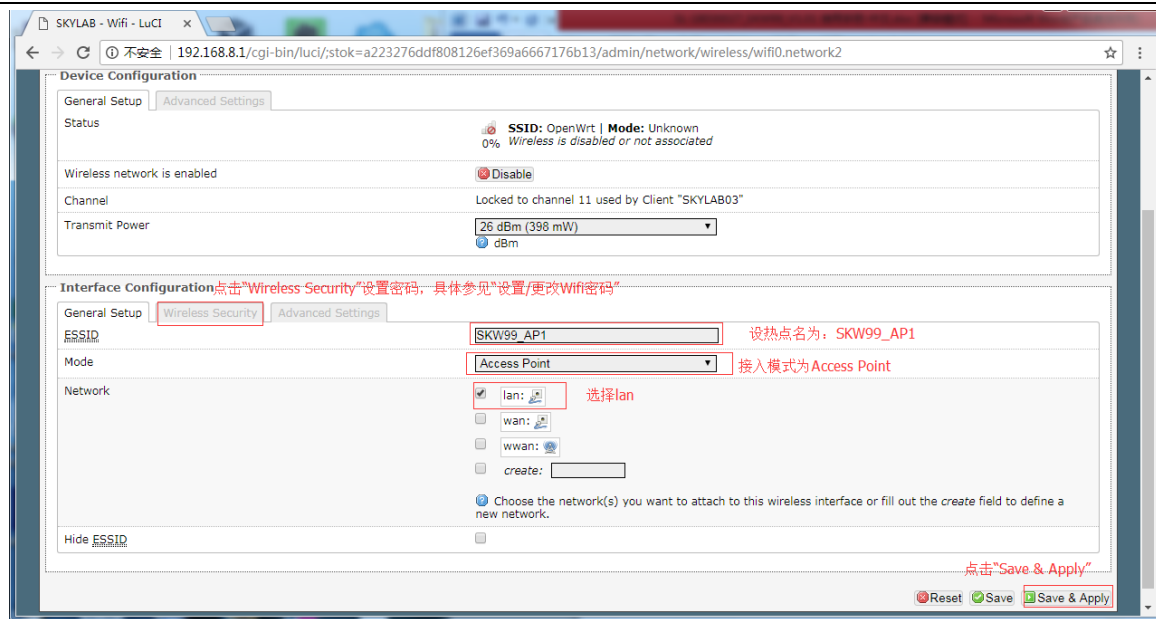 SKYLAB - Wifi - LuCI
不安全 | 192.168.8.1/cgi-bin/luci/;stok=a223276ddf808126ef369a6667176b13/admin/network/wireless/wifi0.network2
Device Configuration
General Setup Advanced Settings
Status
SSID: OpenWrt | Mode: Unknown
0% Wireless is disabled or not associated
Wireless network is enabled Disable
Channel Locked to channel 11 used by Client "SKYLAB03"
Transmit Power 26 dBm (398 mW)
dBm
Interface Configuration 点击“Wireless Security”设置密码，具体参见“设置/更改Wifi密码”
General Setup Wireless Security Advanced Settings
ESSID SKW99_AP1 设热点名为：SKW99_AP1
Mode Access Point 接入模式为Access Point
Network lan: 选择lan
wan:
wwan:
create:
Choose the network(s) you want to attach to this wireless interface or fill out the create field to define a
new network.
Hide ESSID
点击“Save & Apply”
Reset Save Save & Apply